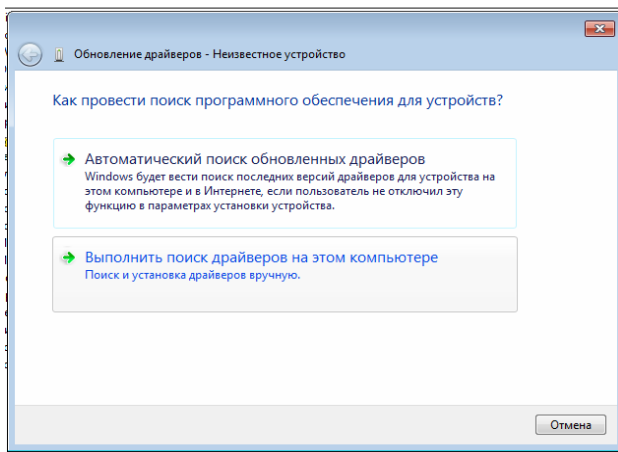 Обновление драйверов - Неизвестное устройство
Как провести поиск программного обеспечения для устройств?
Автоматический поиск обновленных драйверов
Windows будет вести поиск последних версий драйверов для устройства на
этом компьютере и в Интернете, если пользователь не отключил эту
функцию в параметрах установки устройства.
Выполнить поиск драйверов на этом компьютере
Поиск и установка драйверов вручную.
Отмена